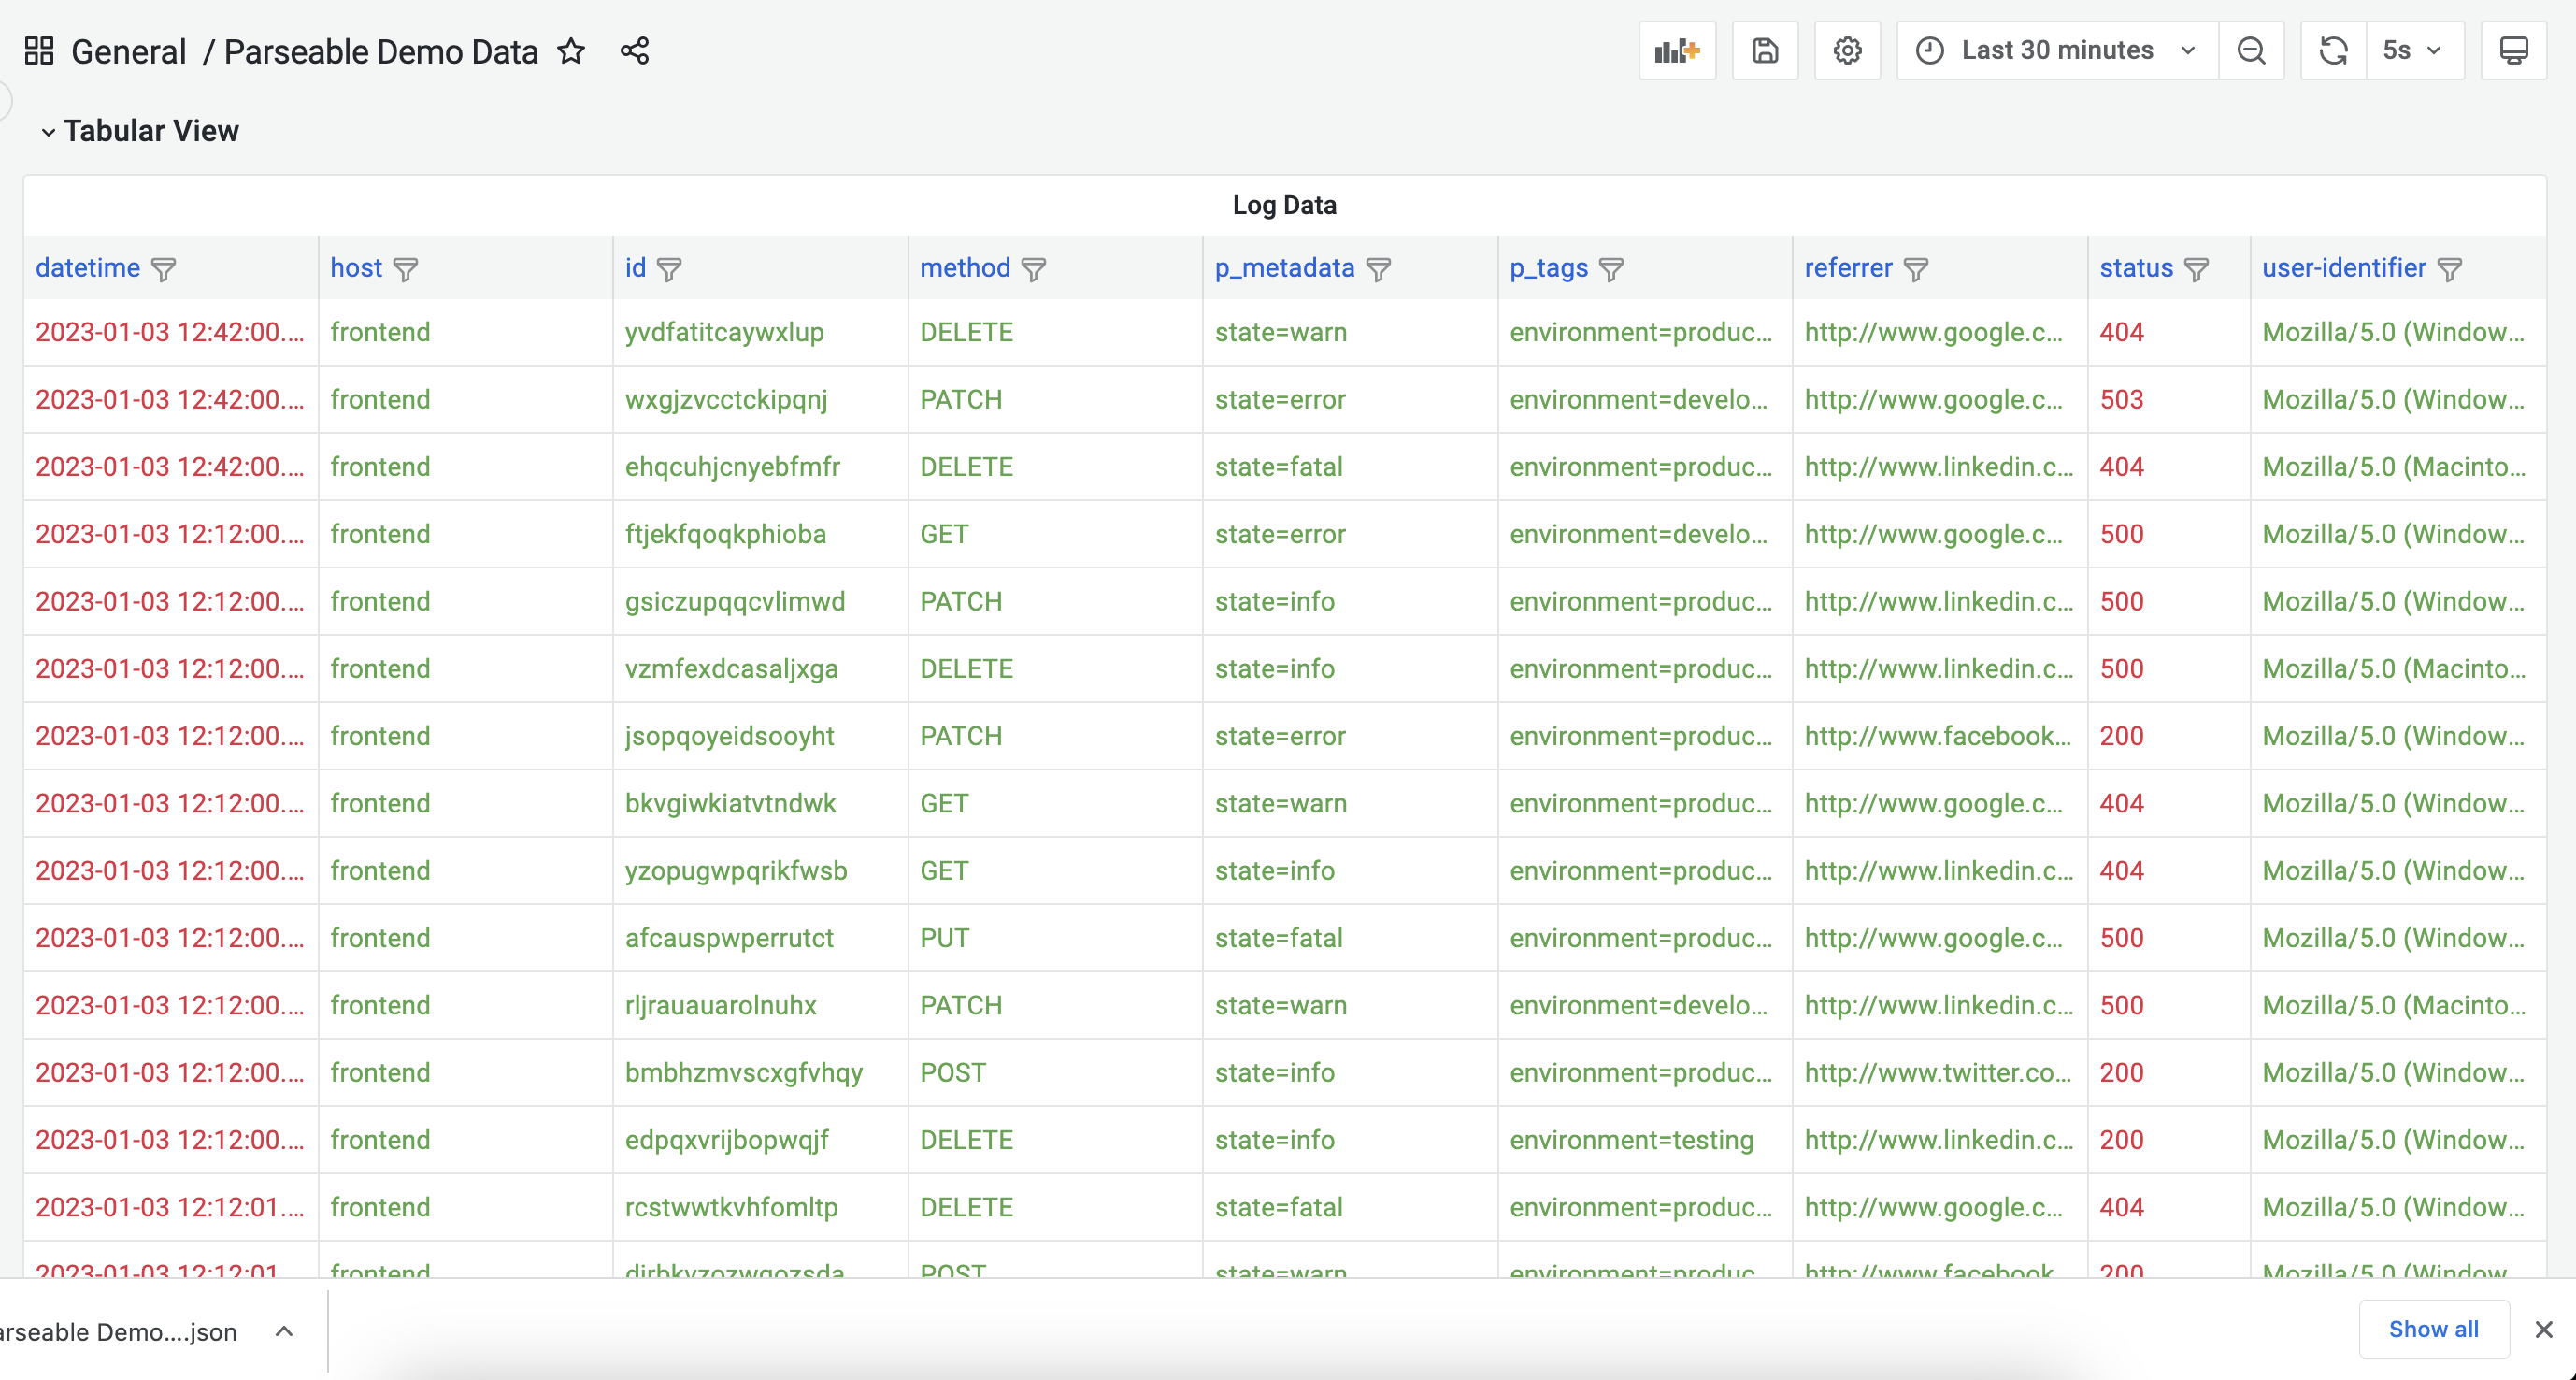 General / Parseable Demo Data
Last 30 minutes
5s
Tabular View
Log Data
datetime host id method p_metadata p_tags referrer status user-identifier
2023-01-03 12:42:00.... frontend yvdfatitcaywxlup DELETE state=warn environment=produc... http://www.google.c... 404 Mozilla/5.0 (Window...
2023-01-03 12:42:00.... frontend wxgjzvcctckipqnj PATCH state=error environment=develo... http://www.google.c... 503 Mozilla/5.0 (Window...
2023-01-03 12:42:00.... frontend ehqcuhjcnyebfmfr DELETE state=fatal environment=produc... http://www.linkedin.c... 404 Mozilla/5.0 (Macinto...
2023-01-03 12:12:00.... frontend ftjekfqoqkphioba GET state=error environment=develo... http://www.google.c... 500 Mozilla/5.0 (Window...
2023-01-03 12:12:00.... frontend gsiczupqqcvlimwd PATCH state=info environment=produc... http://www.linkedin.c... 500 Mozilla/5.0 (Window...
2023-01-03 12:12:00.... frontend vzmfexdcasaljxga DELETE state=info environment=produc... http://www.linkedin.c... 500 Mozilla/5.0 (Macinto...
2023-01-03 12:12:00.... frontend jsopqoyeidsooyht PATCH state=error environment=produc... http://www.facebook... 200 Mozilla/5.0 (Window...
2023-01-03 12:12:00.... frontend bkvgiwkiatvtndwk GET state=warn environment=produc... http://www.google.c... 404 Mozilla/5.0 (Window...
2023-01-03 12:12:00.... frontend yzopugwpqrikfwsb GET state=info environment=produc... http://www.linkedin.c... 404 Mozilla/5.0 (Window...
2023-01-03 12:12:00.... frontend afcauspwperrutct PUT state=fatal environment=produc... http://www.google.c... 500 Mozilla/5.0 (Window...
2023-01-03 12:12:00.... frontend rljrauauarolnuhx PATCH state=warn environment=develo... http://www.linkedin.c... 500 Mozilla/5.0 (Macinto...
2023-01-03 12:12:00.... frontend bmbhzmvscxgfvhqy POST state=info environment=produc... http://www.twitter.co... 200 Mozilla/5.0 (Window...
2023-01-03 12:12:00.... frontend edpqxvrijbopwqjf DELETE state=info environment=testing http://www.linkedin.c... 200 Mozilla/5.0 (Window...
2023-01-03 12:12:01.... frontend rcstwwtkvhfomltp DELETE state=fatal environment=produc... http://www.google.c... 404 Mozilla/5.0 (Window...
2023-01-03 12:12:01 frontend POST state=warn environment=produc http://www.facebook 200 Mozilla/5.0 (Window
arseable Demo....json
Show all